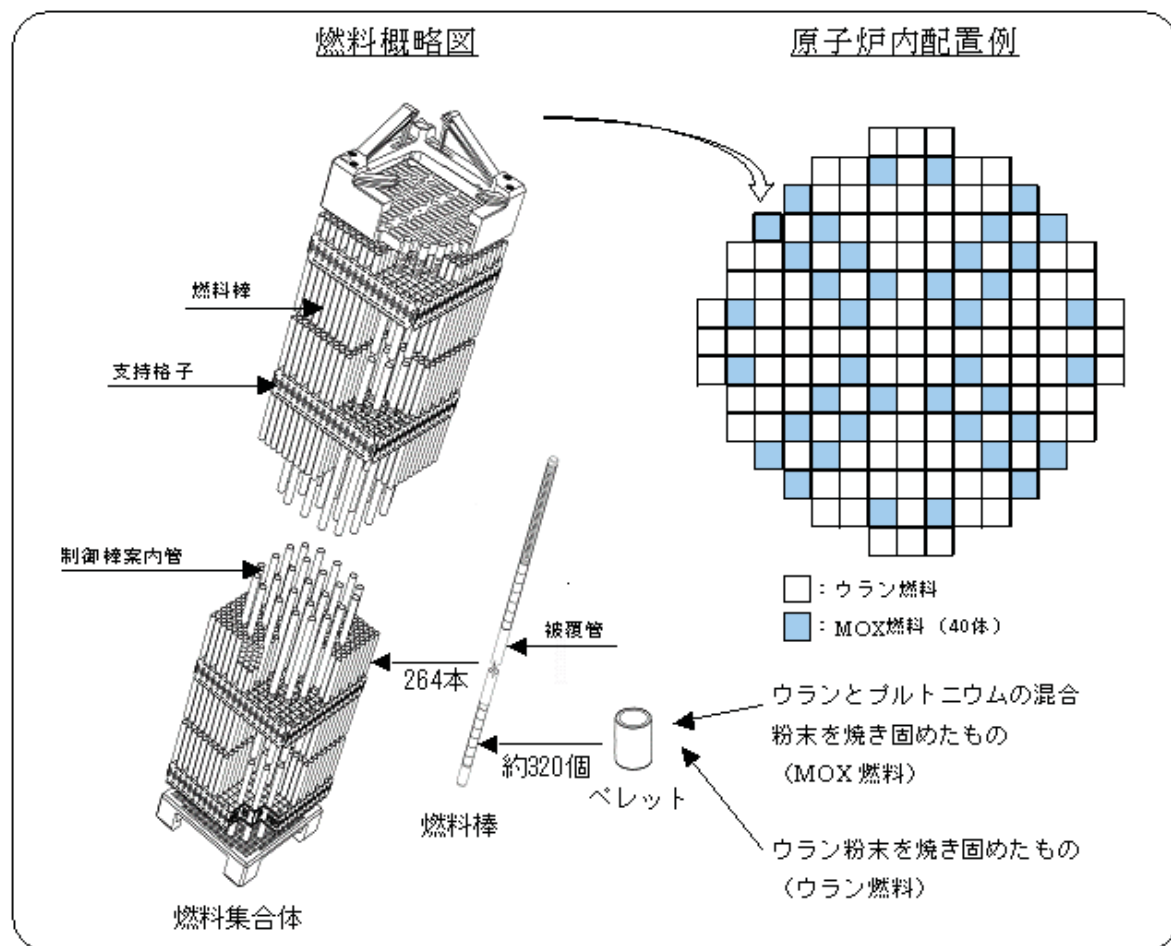 燃料概略図
原子炉内配置例
燃料棒
支持格子
制御棒案内管
被覆管
264本
約320個
ペレット
燃料棒
燃料集合体
：ウラン燃料
：MOX燃料（40体）
ウランとプルトニウムの混合
粉末を焼き固めたもの
（MOX 燃料）
ウラン粉末を焼き固めたもの
（ウラン燃料）